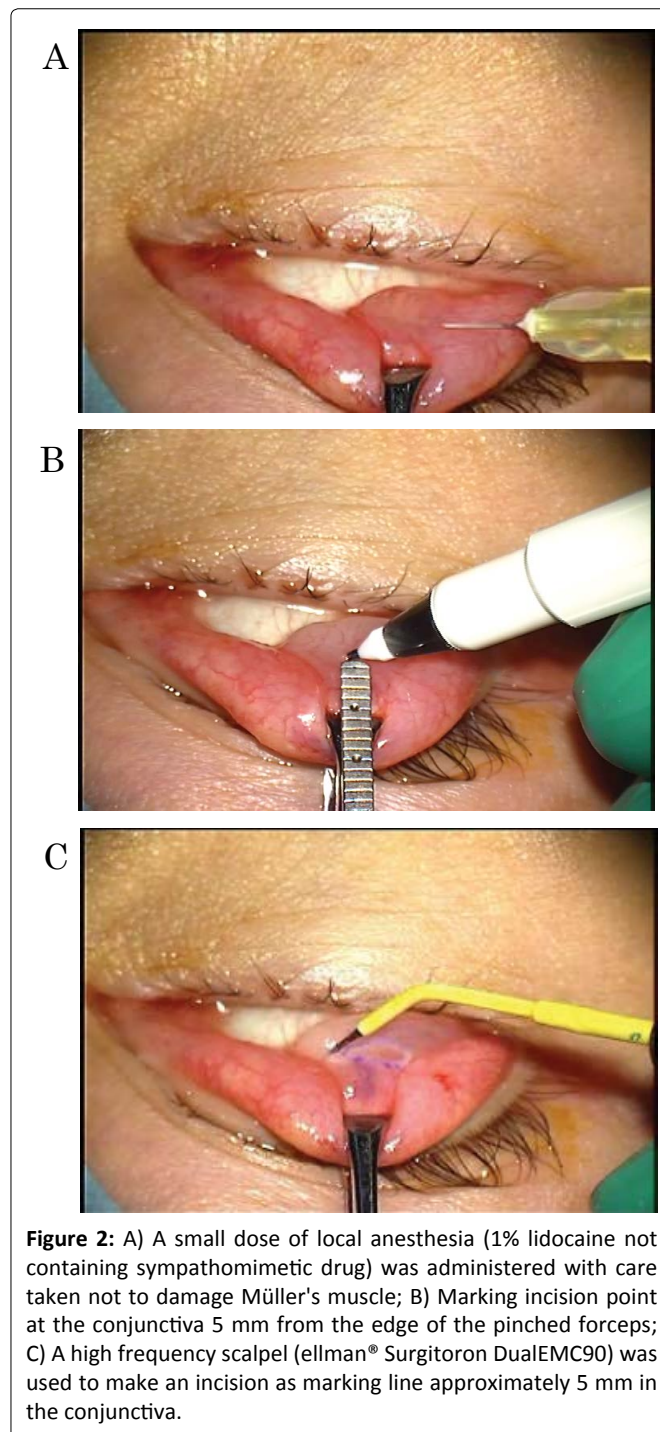 A
B
C
Figure 2: A) A small dose of local anesthesia (1% lidocaine not
containing sympathomimetic drug) was administered with care
taken not to damage Müller's muscle; B) Marking incision point
at the conjunctiva 5 mm from the edge of the pinched forceps;
C) A high frequency scalpel (ellman® Surgitoron DualEMC90) was
used to make an incision as marking line approximately 5 mm in
the conjunctiva.